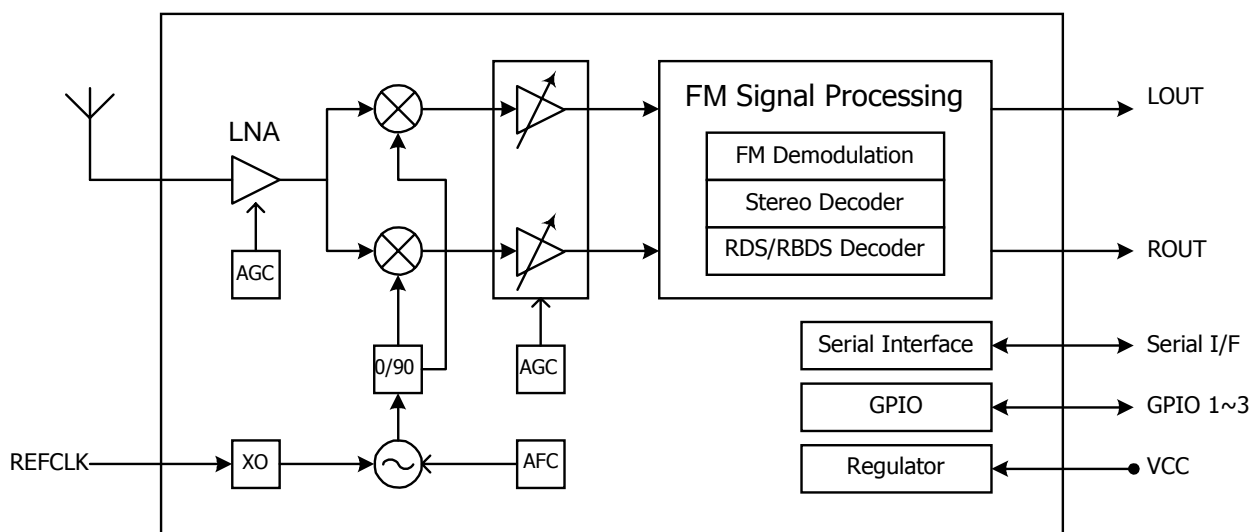 FM Signal Processing
LOUT
LNA
FM Demodulation
Stereo Decoder
RDS/RBDS Decoder
ROUT
AGC
Serial Interface
Serial I/F
0/90
AGC
GPIO
GPIO 1~3
REFCLK
XO
AFC
Regulator
VCC